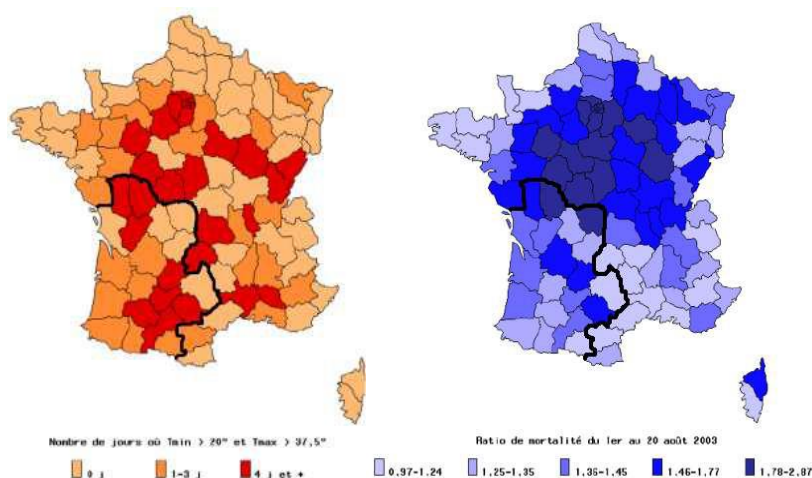 Nombre de jours où Tmin > 20° et Tmax > 37,5°
0 j
1-3 j
4 j et +
Ratio de mortalité du 1er au 20 août 2003
0.97-1.24
1.25-1.35
1.36-1.45
1.46-1.77
1.78-2.87